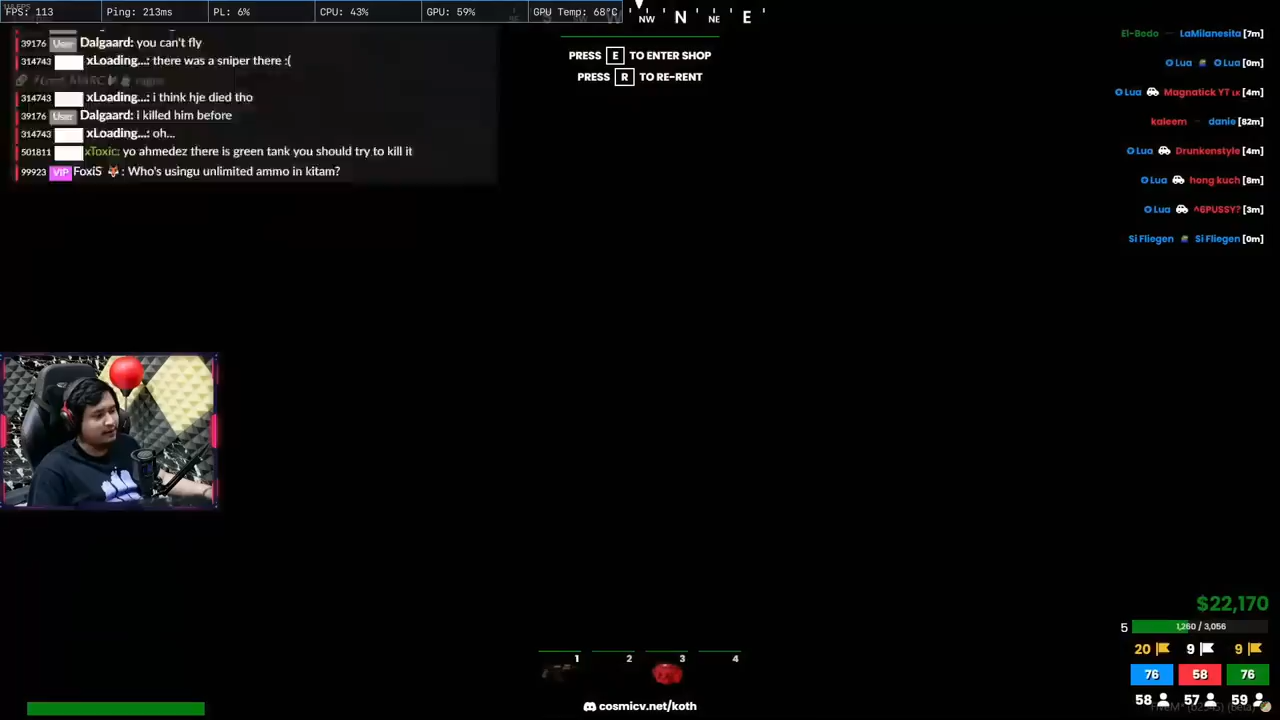 FPS: 113
Ping: 213ms
PL: 6%
CPU: 43%
GPU: 59%
GPU Temp: 68°C
NW N NE E
PRESS E TO ENTER SHOP
PRESS R TO RE-RENT
39176 User Dalgaard: you can't fly
314743 xLoading...: there was a sniper there :(
314743 xLoading...: i think hje died tho
39176 User Dalgaard: i killed him before
314743 xLoading...: oh...
501811 xToxic: yo ahmedez there is green tank you should try to kill it
99923 VIP FoxiS 🦊: Who's usingu unlimited ammo in kitam?
El-Bodo LaMilanesita [7m]
O Lua O Lua [0m]
O Lua Magnatick YT LK [4m]
kaleem danie [82m]
O Lua Drunkenstyle [4m]
O Lua hong kuch [8m]
O Lua ^6PUSSY? [3m]
Si Fliegen Si Fliegen [0m]
$22,170
5 1,260 / 3,056
20 9 9
76 58 76
58 57 59
1 2 3 4
cosmicv.net/koth